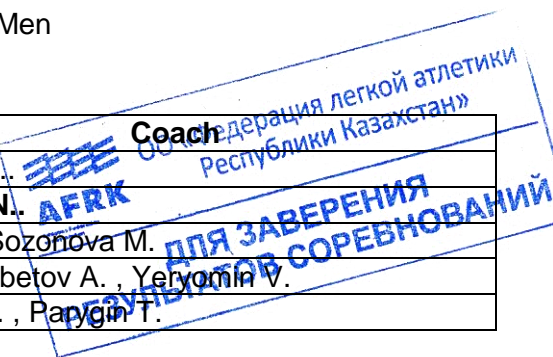 Men
ОО «Федерация легкой атлетики
Республики Казахстан»
Coach
AFRK
N..
ДЛЯ ЗАВЕРЕНИЯ
РЕЗУЛЬТАТОВ СОРЕВНОВАНИЙ
Sozonova M.
betov A. , Yeryomin V.
. , Parygin T.